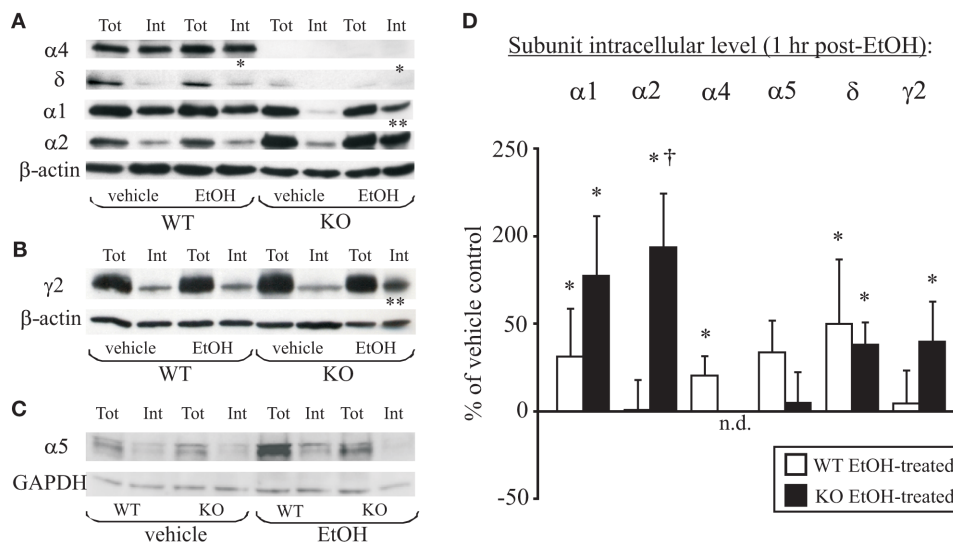 A
Tot Int Tot Int Tot Int Tot Int
α4
*
*
δ
α1
**
α2
β-actin
vehicle EtOH vehicle EtOH
WT KO
B
Tot Int Tot Int Tot Int Tot Int
γ2
**
β-actin
vehicle EtOH vehicle EtOH
WT KO
C
Tot Int Tot Int Tot Int Tot Int
α5
GAPDH
WT KO WT KO
vehicle EtOH
D
Subunit intracellular level (1 hr post-EtOH):
α1 α2 α4 α5 δ γ2
% of vehicle control
250
200
50
50
0
-50
* * * † * * * *
n.d.
WT EtOH-treated
KO EtOH-treated